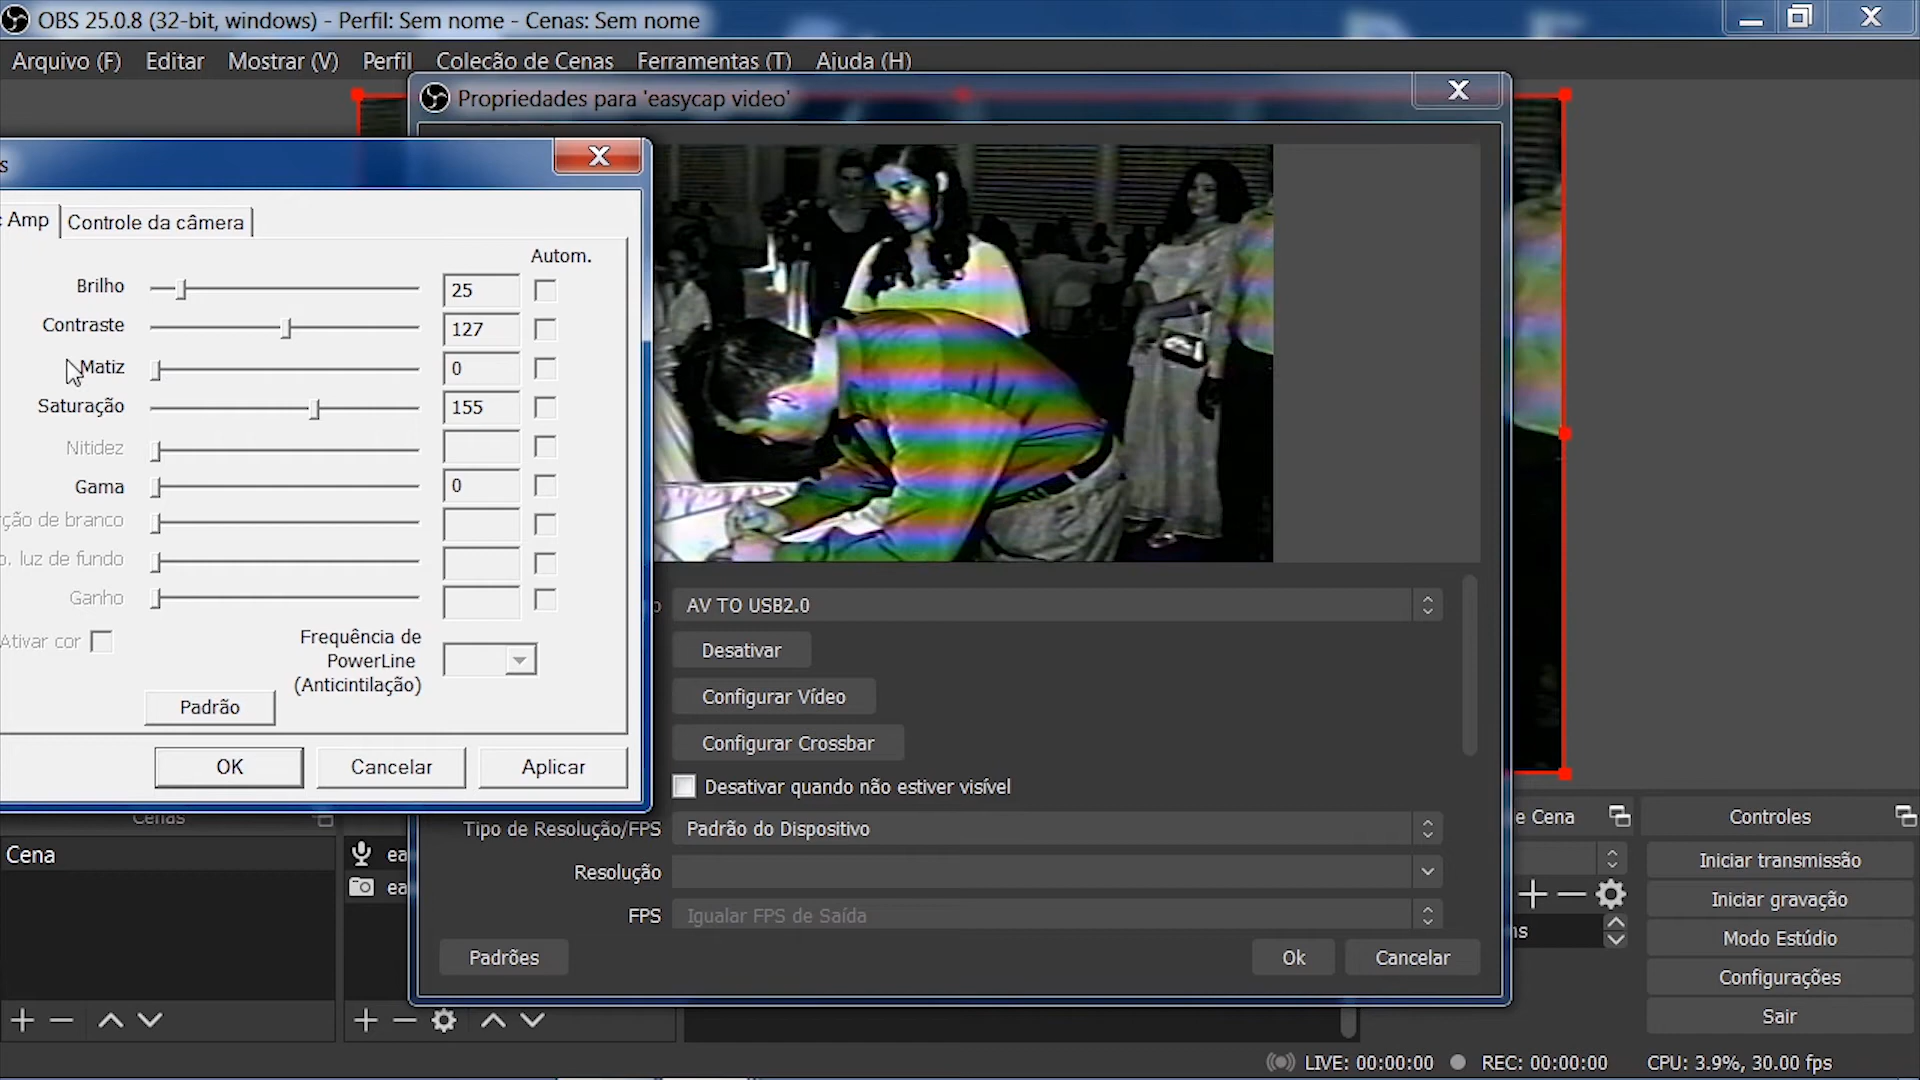 OBS 25.0.8 (32-bit, windows) - Perfil: Sem nome - Cenas: Sem nome
Arquivo (F) Editar Mostrar (V) Perfil Coleção de Cenas Ferramentas (T) Ajuda (H)
Propriedades para 'easycap video'
s
Amp Controle da câmera
Autom.
Brilho 25
Contraste 127
Matiz 0
Saturação 155
Nitidez
Gama 0
ção de branco
o. luz de fundo
Ganho
Ativar cor
Frequência de
PowerLine
(Anticintilação)
Padrão
OK Cancelar Aplicar
o AV TO USB2.0
Desativar
Configurar Vídeo
Configurar Crossbar
Desativar quando não estiver visível
Tipo de Resolução/FPS Padrão do Dispositivo
Resolução
FPS Igualar FPS de Saída
Padrões Ok Cancelar
Cenas
Cena
ea
ea
e Cena
ns
Controles
Iniciar transmissão
Iniciar gravação
Modo Estúdio
Configurações
Sair
LIVE: 00:00:00 REC: 00:00:00 CPU: 3.9%, 30.00 fps